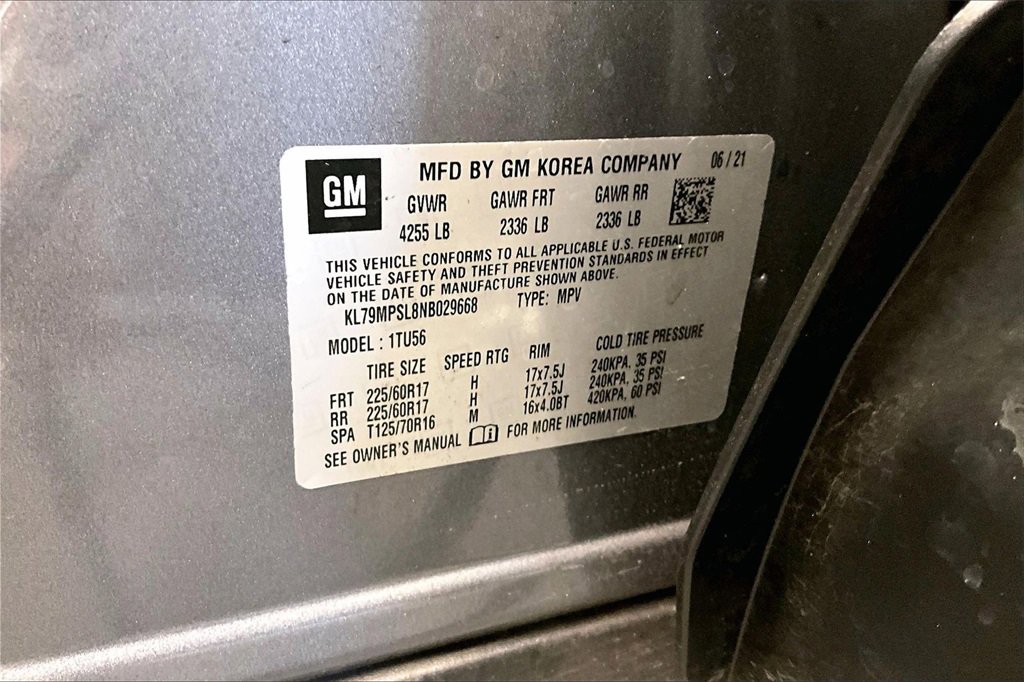 GM
MFD BY GM KOREA COMPANY 06 / 21
GVWR GAWR FRT GAWR RR
4255 LB 2336 LB 2336 LB
THIS VEHICLE CONFORMS TO ALL APPLICABLE U.S. FEDERAL MOTOR
VEHICLE SAFETY AND THEFT PREVENTION STANDARDS IN EFFECT
ON THE DATE OF MANUFACTURE SHOWN ABOVE.
KL79MPSL8NB029668 TYPE: MPV
MODEL : 1TU56
TIRE SIZE SPEED RTG RIM COLD TIRE PRESSURE
FRT 225/60R17 H 17x7.5J 240KPA, 35 PSI
RR 225/60R17 H 17x7.5J 240KPA, 35 PSI
SPA T125/70R16 M 16x4.0BT 420KPA, 60 PSI
SEE OWNER'S MANUAL FOR MORE INFORMATION.